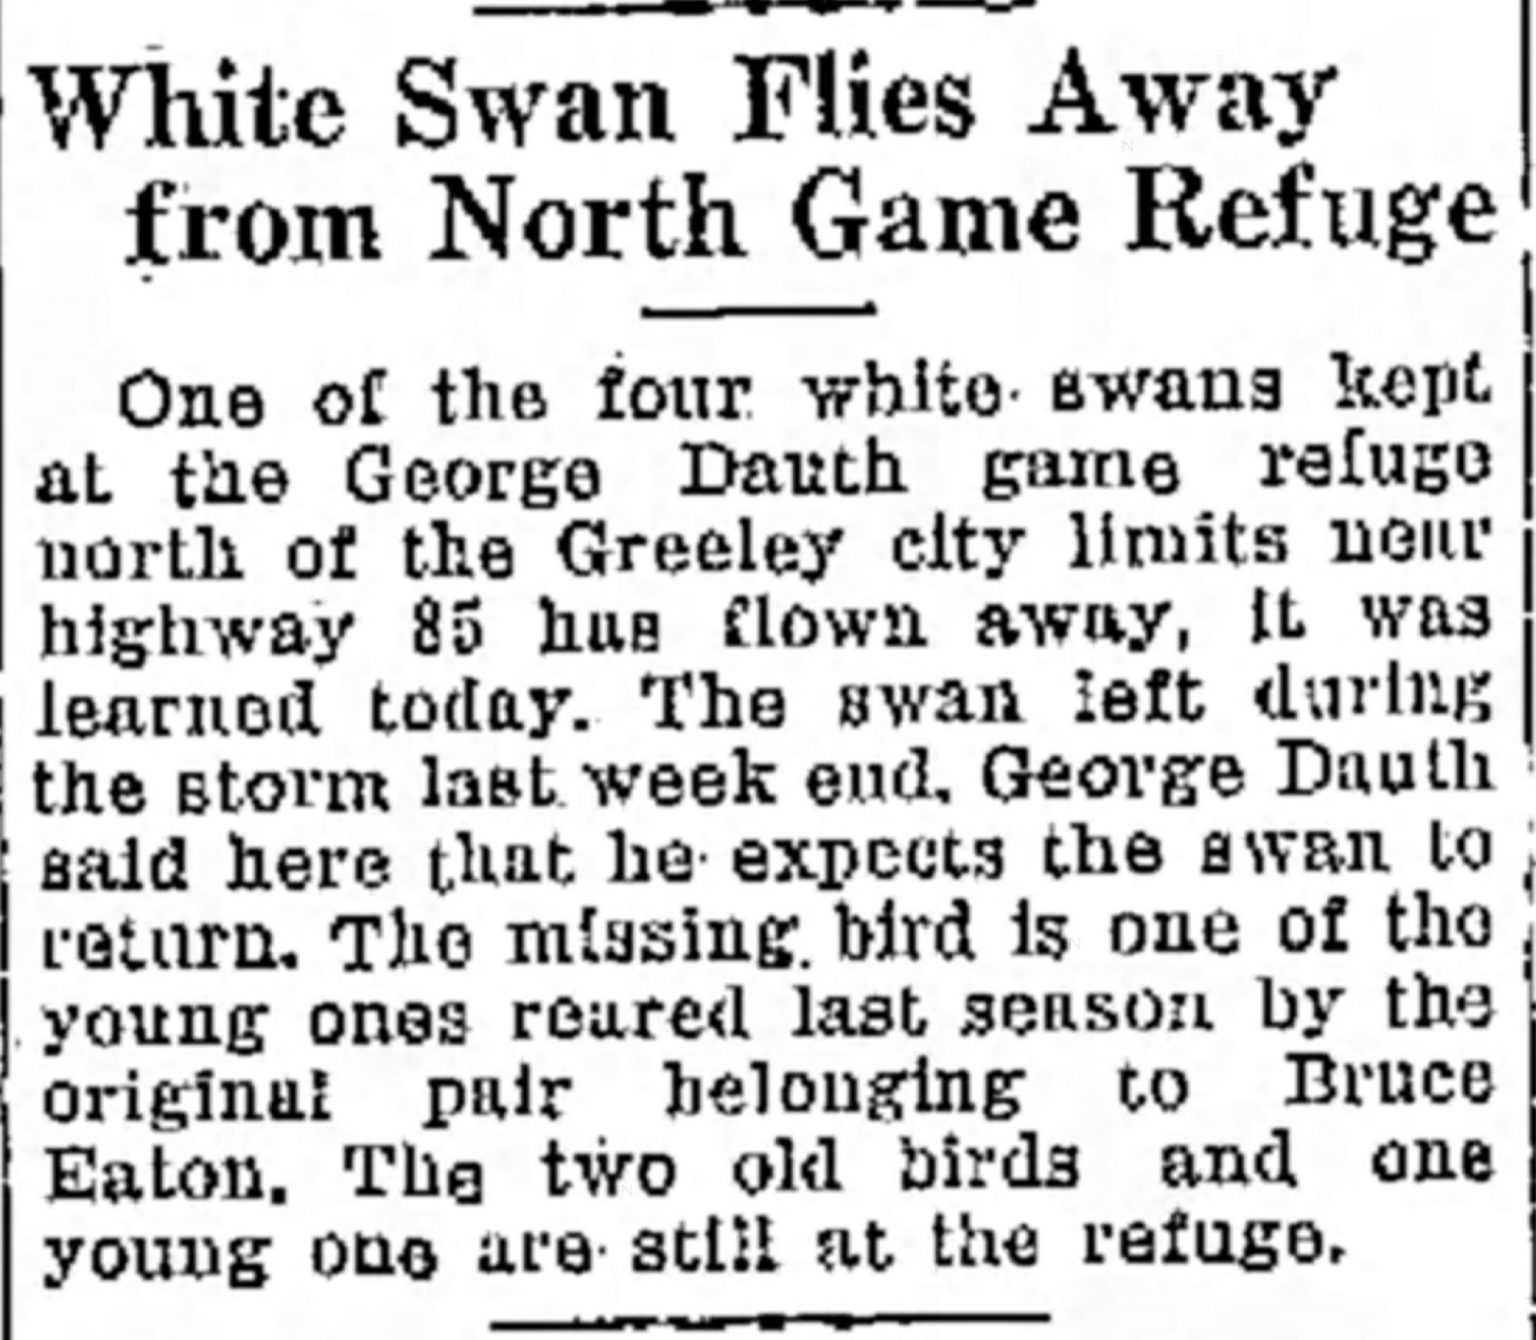 White Swan Flies Away
from North Game Refuge
One of the four white swans kept
at the George Dauth game refuge
north of the Greeley city limits near
highway 85 has flown away, it was
learned today. The swan left during
the storm last week end. George Dauth
said here that he expects the swan to
return. The missing bird is one of the
young ones reared last season by the
original pair belonging to Bruce
Eaton. The two old birds and one
young one are still at the refuge.